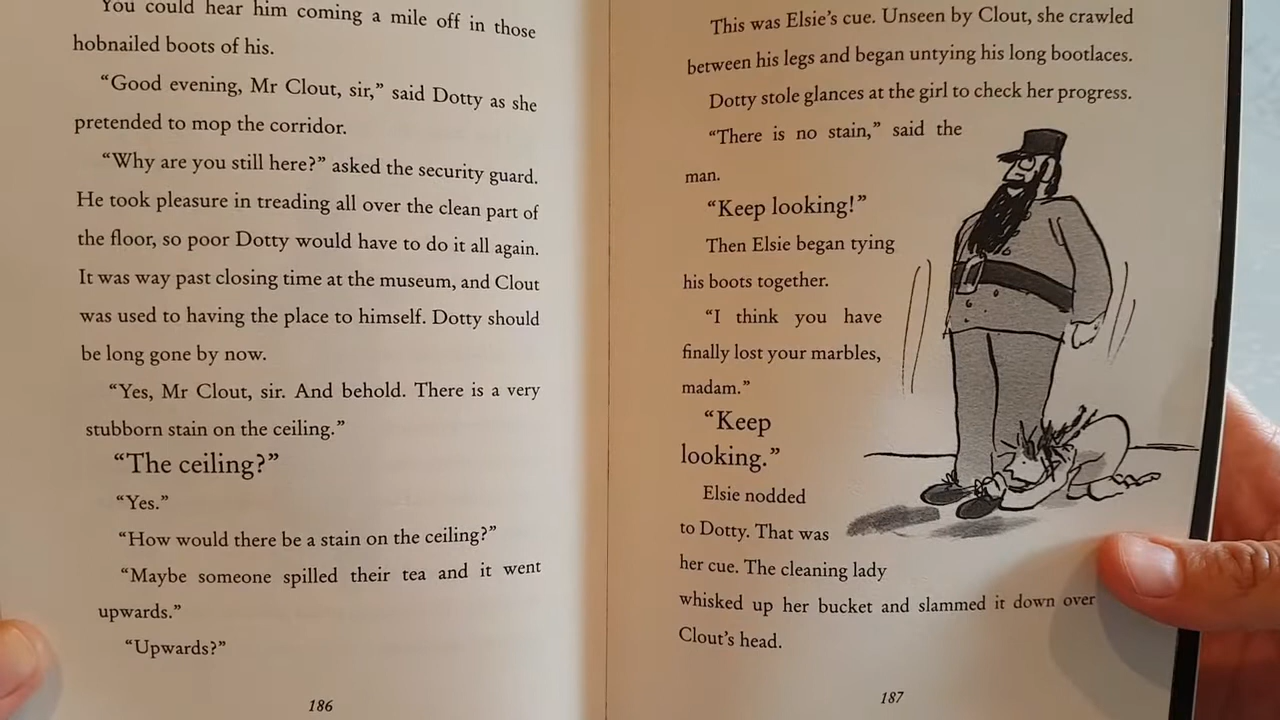 You could hear him coming a mile off in those
hobnailed boots of his.
“Good evening, Mr Clout, sir,” said Dotty as she
pretended to mop the corridor.
“Why are you still here?” asked the security guard.
He took pleasure in treading all over the clean part of
the floor, so poor Dotty would have to do it all again.
It was way past closing time at the museum, and Clout
was used to having the place to himself. Dotty should
be long gone by now.
“Yes, Mr Clout, sir. And behold. There is a very
stubborn stain on the ceiling.”
“The ceiling?”
“Yes.”
“How would there be a stain on the ceiling?”
“Maybe someone spilled their tea and it went
upwards.”
“Upwards?”
186
This was Elsie’s cue. Unseen by Clout, she crawled
between his legs and began untying his long bootlaces.
Dotty stole glances at the girl to check her progress.
“There is no stain,” said the
man.
“Keep looking!”
Then Elsie began tying
his boots together.
“I think you have
finally lost your marbles,
madam.”
“Keep
looking.”
Elsie nodded
to Dotty. That was
her cue. The cleaning lady
whisked up her bucket and slammed it down over
Clout’s head.
187